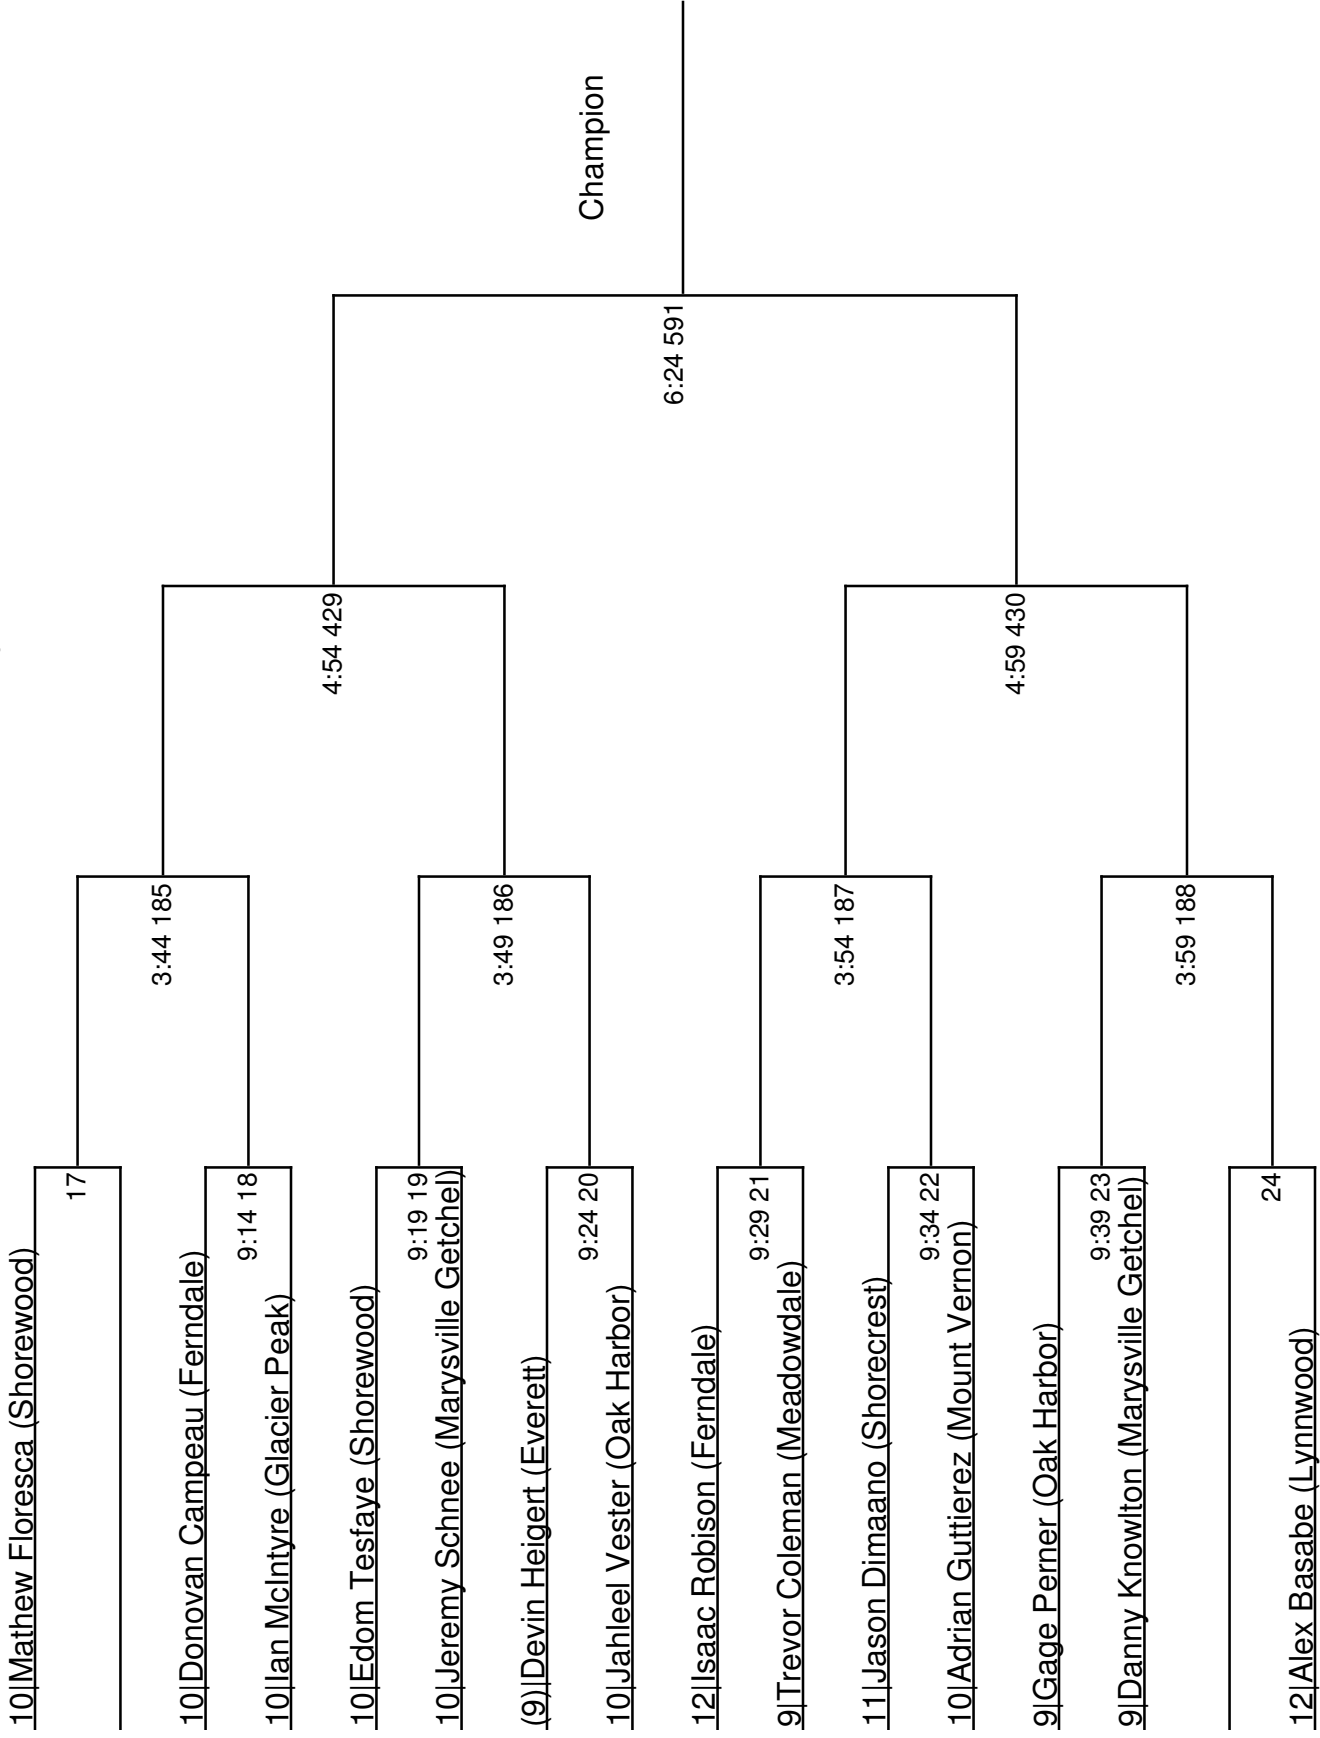 10|Mathew Floresca (Shorewood)
17
10|Donovan Campeau (Ferndale)
9:14 18
10|Ian McIntyre (Glacier Peak)
10|Edom Tesfaye (Shorewood)
9:19 19
10|Jeremy Schnee (Marysville Getchel)
(9)|Devin Heigert (Everett)
9:24 20
10|Jahleel Vester (Oak Harbor)
12|Isaac Robison (Ferndale)
9:29 21
9|Trevor Coleman (Meadowdale)
11|Jason Dimaano (Shorecrest)
9:34 22
10|Adrian Guttierez (Mount Vernon)
9|Gage Perner (Oak Harbor)
9:39 23
9|Danny Knowlton (Marysville Getchel)
24
12|Alex Basabe (Lynnwood)
3:44 185
3:49 186
3:54 187
3:59 188
4:54 429
4:59 430
6:24 591
Champion